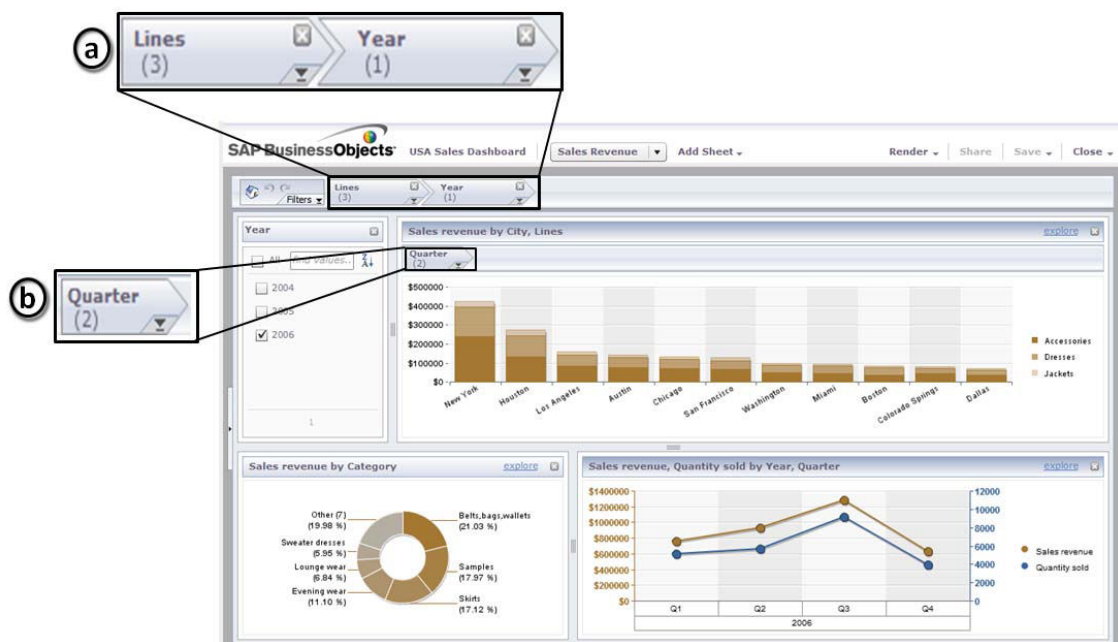 a
Lines
(3)
Year
(1)
SAP BusinessObjects
USA Sales Dashboard
Sales Revenue
Add Sheet
Render
Share
Save
Close
Filters
Lines
(3)
Year
(1)
Year
All
find values..
2004
2005
2006
1
Sales revenue by City, Lines
explore
Quarter
(2)
b
Quarter
(2)
$500000
$400000
$300000
$200000
$100000
$0
New York
Houston
Los Angeles
Austin
Chicago
San Francisco
Washington
Miami
Boston
Colorado Springs
Dallas
Accessories
Dresses
Jackets
Sales revenue by Category
explore
Other (7)
(19.98 %)
Sweater dresses
(5.95 %)
Lounge wear
(6.84 %)
Evening wear
(11.10 %)
Belts,bags,wallets
(21.03 %)
Samples
(17.97 %)
Skirts
(17.12 %)
Sales revenue, Quantity sold by Year, Quarter
explore
$1400000
$1200000
$1000000
$800000
$600000
$400000
$200000
$0
12000
10000
8000
6000
4000
2000
0
Q1
Q2
Q3
Q4
2006
Sales revenue
Quantity sold